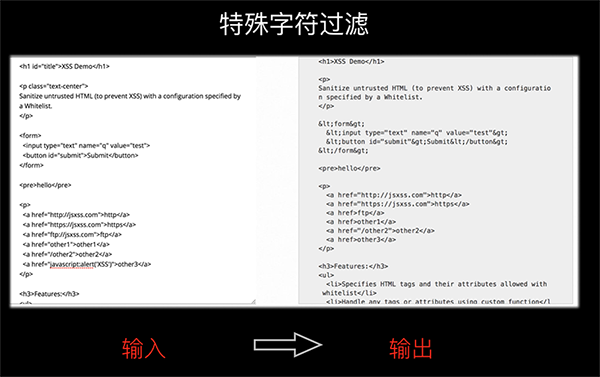 特殊字符过滤
<h1 id="title">XSS Demo</h1>
<p class="text-center">
Sanitize untrusted HTML (to prevent XSS) with a configuration specified by
a Whitelist.
</p>
<form>
<input type="text" name="q" value="test">
<button id="submit">Submit</button>
</form>
<pre>hello</pre>
<p>
<a href="http://jsxss.com">http</a>
<a href="https://jsxss.com">https</a>
<a href="ftp://jsxss.com">ftp</a>
<a href="other1">other1</a>
<a href="/other2">other2</a>
<a href="javascript:alert('XSS')">other3</a>
</p>
<h3>Features:</h3>
<ul>
<h1>XSS Demo</h1>
<p>
Sanitize untrusted HTML (to prevent XSS) with a configuratio
n specified by a Whitelist.
</p>
&lt;form&gt;
&lt;input type="text" name="q" value="test"&gt;
&lt;button id="submit"&gt;Submit&lt;/button&gt;
&lt;/form&gt;
<pre>hello</pre>
<p>
<a href="http://jsxss.com">http</a>
<a href="https://jsxss.com">https</a>
<a href>ftp</a>
<a href>other1</a>
<a href="/other2">other2</a>
<a href>other3</a>
</p>
<h3>Features:</h3>
<ul>
<li>Specifies HTML tags and their attributes allowed with
whitelist</li>
<li>Handle any tags or attributes using custom function</l
输入
输出